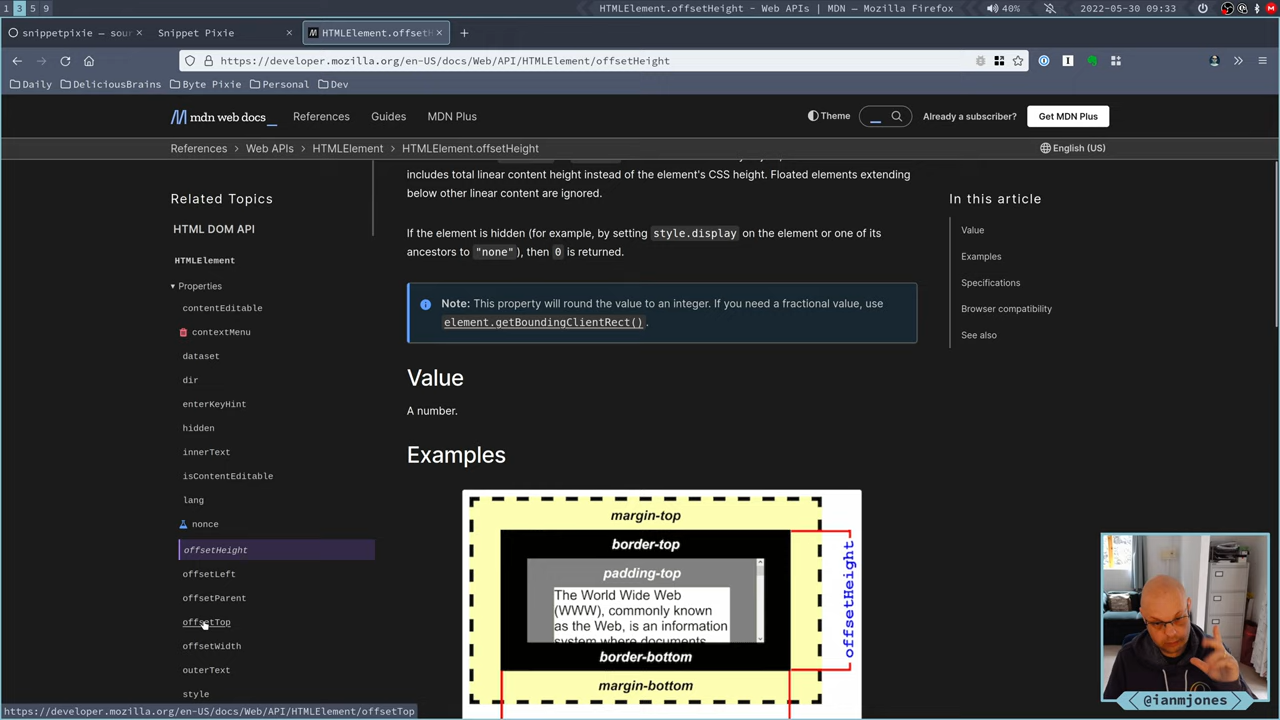 1 3 5 9
HTMLElement.offsetHeight - Web APIs | MDN — Mozilla Firefox
40%
2022-05-30 09:33
snippetpixie — sour
Snippet Pixie
HTMLElement.offsetH
https://developer.mozilla.org/en-US/docs/Web/API/HTMLElement/offsetHeight
Daily
DeliciousBrains
Byte Pixie
Personal
Dev
mdn web docs_
References
Guides
MDN Plus
Theme
Already a subscriber?
Get MDN Plus
References
Web APIs
HTMLElement
HTMLElement.offsetHeight
English (US)
Related Topics
HTML DOM API
HTMLElement
Properties
contentEditable
contextMenu
dataset
dir
enterKeyHint
hidden
innerText
isContentEditable
lang
nonce
offsetHeight
offsetLeft
offsetParent
offsetTop
offsetWidth
outerText
style
https://developer.mozilla.org/en-US/docs/Web/API/HTMLElement/offsetTop
includes total linear content height instead of the element's CSS height. Floated elements extending
below other linear content are ignored.
If the element is hidden (for example, by setting style.display on the element or one of its
ancestors to "none"), then 0 is returned.
Note: This property will round the value to an integer. If you need a fractional value, use
element.getBoundingClientRect().
Value
A number.
Examples
margin-top
border-top
padding-top
The World Wide Web
(WWW), commonly known
as the Web, is an information
system where documents
border-bottom
margin-bottom
offsetHeight
In this article
Value
Examples
Specifications
Browser compatibility
See also
@ianmjones